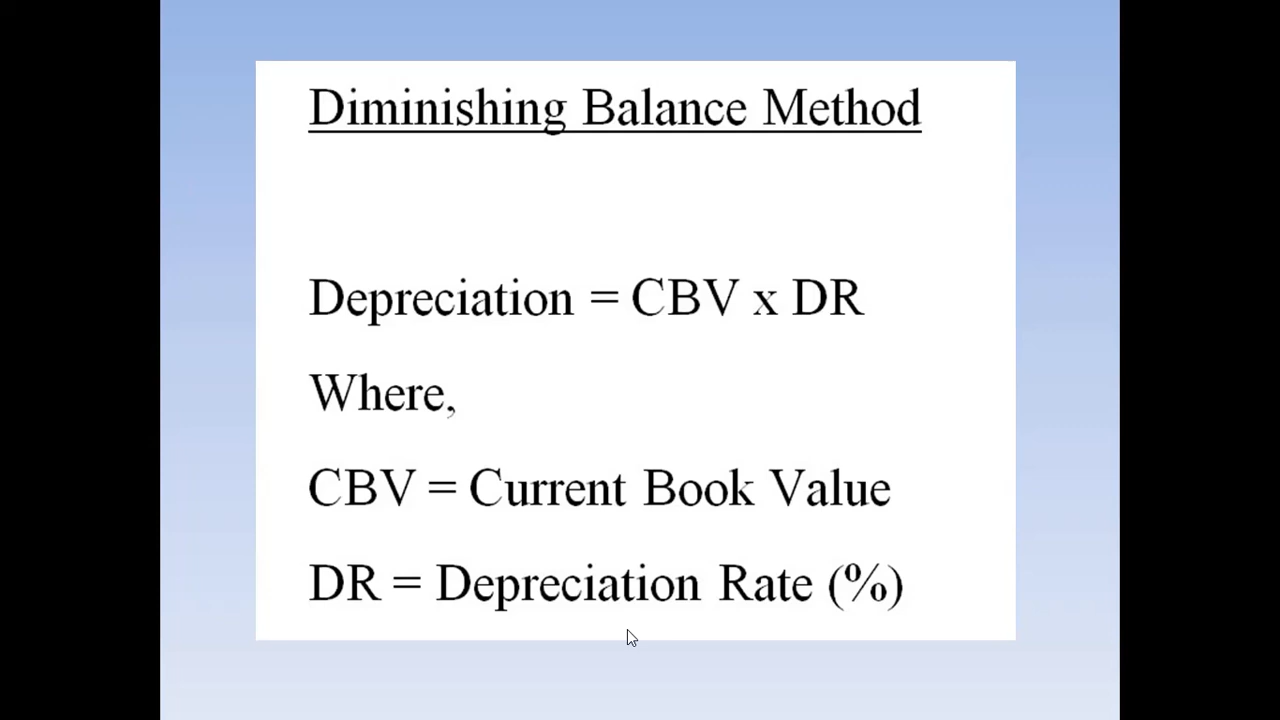 Diminishing Balance Method
Depreciation = CBV x DR
Where,
CBV = Current Book Value
DR = Depreciation Rate (%)